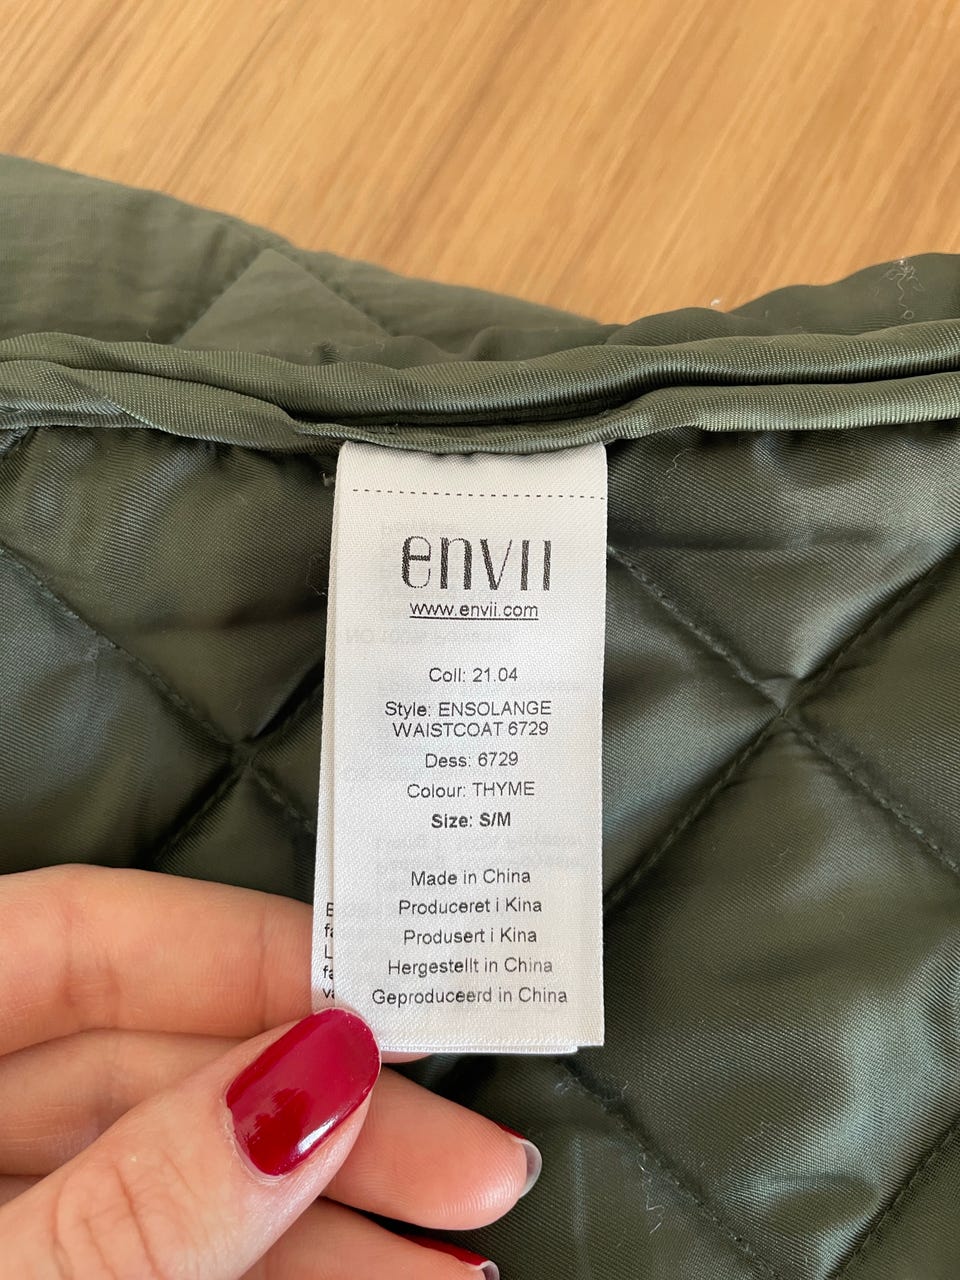 envii
www.envii.com
Coll: 21.04
Style: ENSOLANGE
WAISTCOAT 6729
Dess: 6729
Colour: THYME
Size: S/M
Made in China
Produceret i Kina
Produsert i Kina
Hergestellt in China
Geproduceerd in China